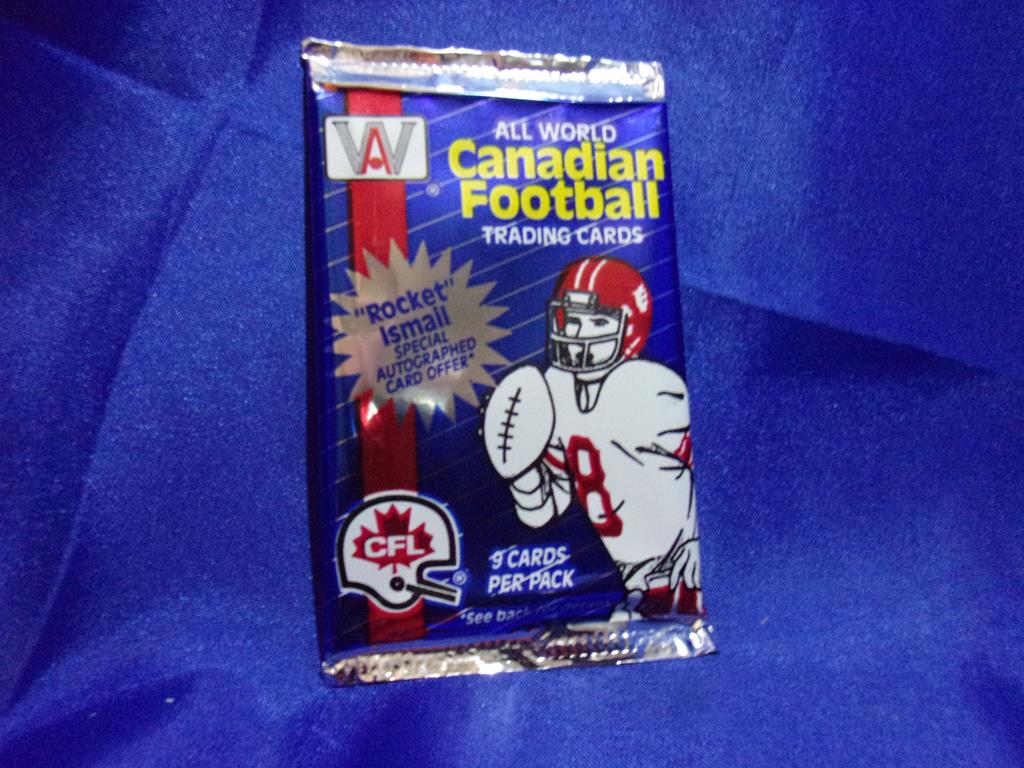 WA
ALL WORLD
Canadian
Football
TRADING CARDS
"Rocket"
Ismail
SPECIAL
AUTOGRAPHED
CARD OFFER*
8
CFL
9 CARDS
PER PACK
*See back